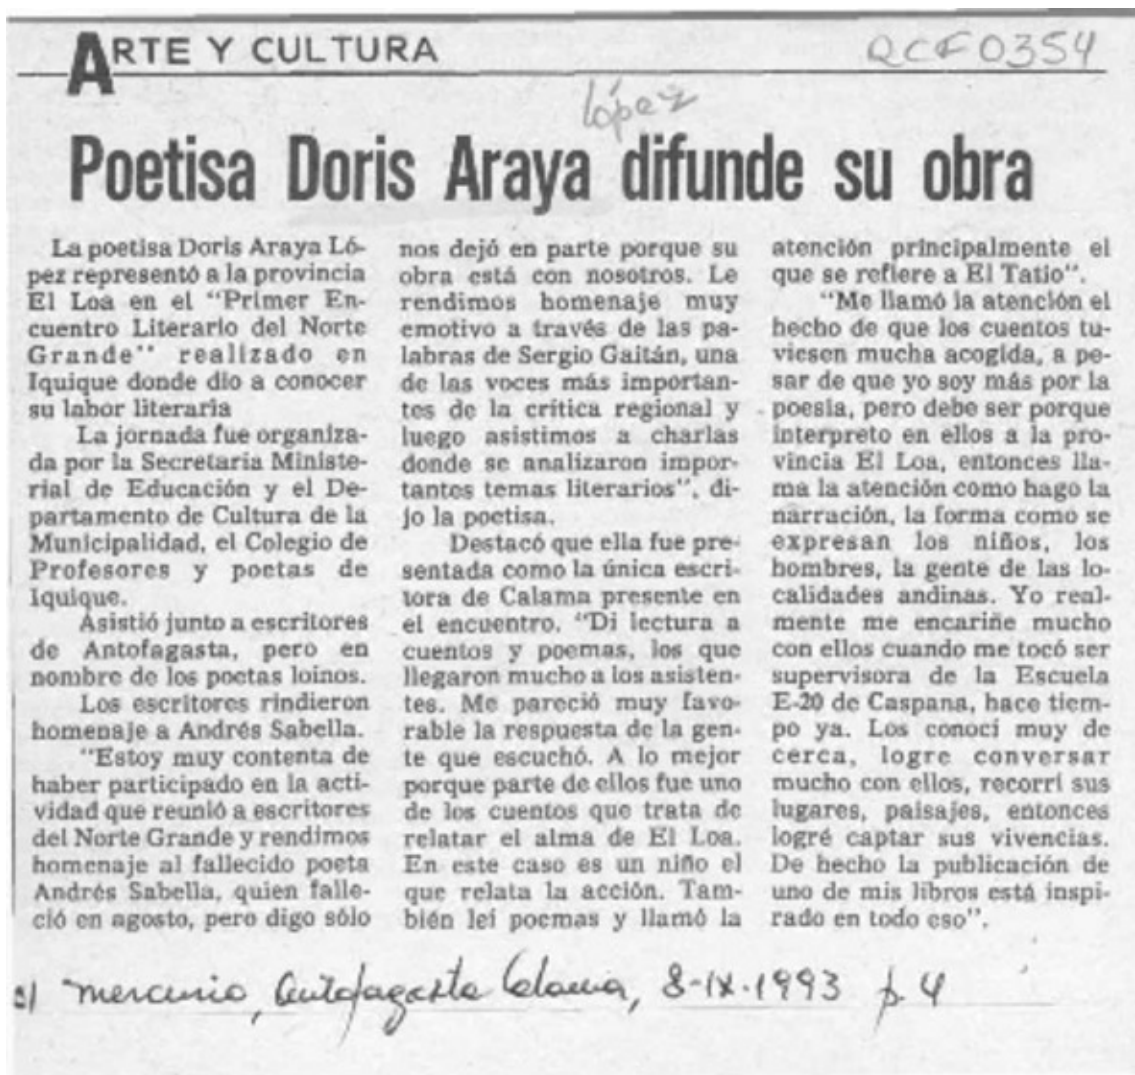 ARTE Y CULTURA
QCF0354
López
Poetisa Doris Araya difunde su obra
La poetisa Doris Araya Ló-
pez representó a la provincia
El Loa en el "Primer En-
cuentro Literario del Norte
Grande" realizado en
Iquique donde dio a conocer
su labor literaria
La jornada fue organiza-
da por la Secretaría Ministe-
rial de Educación y el De-
partamento de Cultura de la
Municipalidad, el Colegio de
Profesores y poetas de
Iquique.
Asistió junto a escritores
de Antofagasta, pero en
nombre de los poetas loinos.
Los escritores rindieron
homenaje a Andrés Sabella.
"Estoy muy contenta de
haber participado en la acti-
vidad que reunió a escritores
del Norte Grande y rendimos
homenaje al fallecido poeta
Andrés Sabella, quien falle-
ció en agosto, pero digo sólo
nos dejó en parte porque su
obra está con nosotros. Le
rendimos homenaje muy
emotivo a través de las pa-
labras de Sergio Gaitán, una
de las voces más importan-
tes de la crítica regional y
luego asistimos a charlas
donde se analizaron impor-
tantes temas literarios", di-
jo la poetisa.
Destacó que ella fue pre-
sentada como la única escri-
tora de Calama presente en
el encuentro. "Di lectura a
cuentos y poemas, los que
llegaron mucho a los asisten-
tes. Me pareció muy favo-
rable la respuesta de la gen-
te que escuchó. A lo mejor
porque parte de ellos fue uno
de los cuentos que trata de
relatar el alma de El Loa.
En este caso es un niño el
que relata la acción. Tam-
bién leí poemas y llamó la
atención principalmente el
que se refiere a El Tatio".
"Me llamó la atención el
hecho de que los cuentos tu-
viesen mucha acogida, a pe-
sar de que yo soy más por la
poesía, pero debe ser porque
interpreto en ellos a la pro-
vincia El Loa, entonces lla-
ma la atención como hago la
narración, la forma como se
expresan los niños, los
hombres, la gente de las lo-
calidades andinas. Yo real-
mente me encariñe mucho
con ellos cuando me tocó ser
supervisora de la Escuela
E-20 de Caspana, hace tiem-
po ya. Los conocí muy de
cerca, logre conversar
mucho con ellos, recorrí sus
lugares, paisajes, entonces
logré captar sus vivencias.
De hecho la publicación de
uno de mis libros está inspi-
rado en todo eso".
El Mercurio, Antofagasta Calama, 8-IX-1993 p. 4